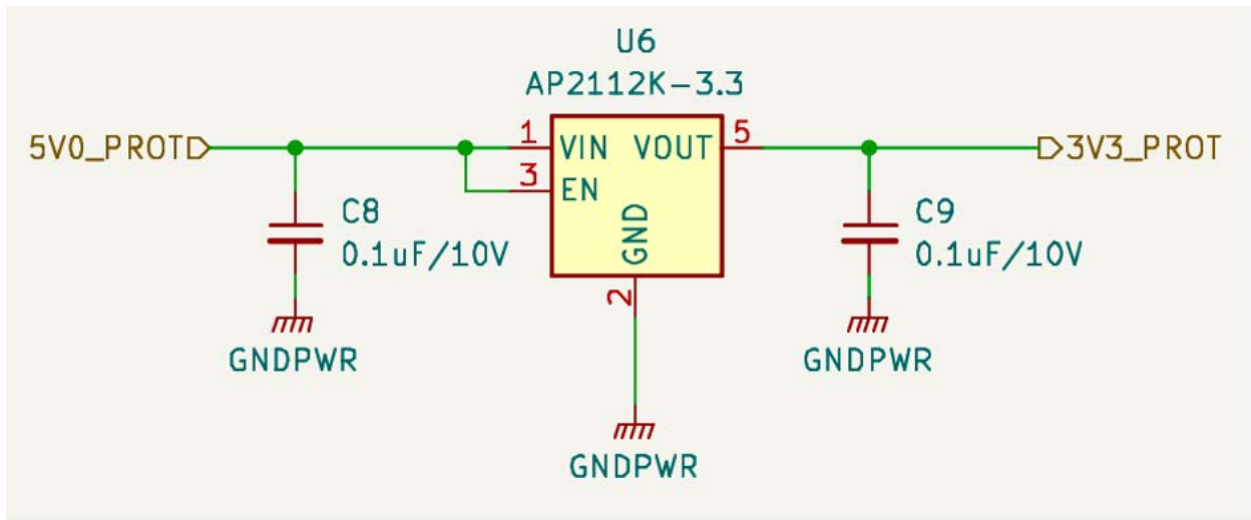 U6
AP2112K-3.3
5V0_PROT
1
VIN
VOUT
5
3V3_PROT
3
EN
GND
2
C8
0.1uF/10V
C9
0.1uF/10V
GNDPWR
GNDPWR
GNDPWR